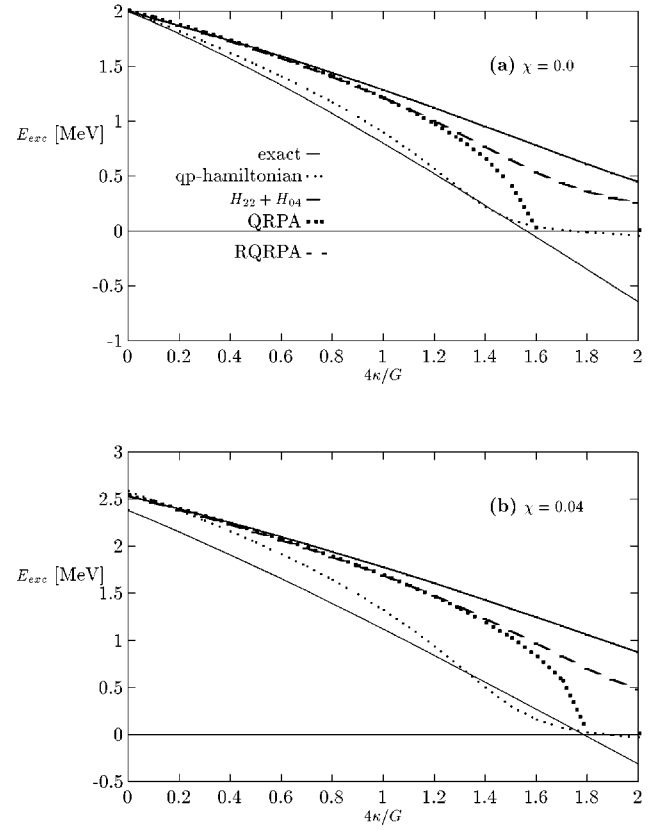 2
1.5
1
0.5
0
-0.5
-1
E_exc [MeV]
(a) χ = 0.0
exact
qp-hamiltonian
H_22 + H_04
QRPA
RQRPA
0 0.2 0.4 0.6 0.8 1 1.2 1.4 1.6 1.8 2
4κ/G
3
2.5
2
1.5
1
0.5
0
-0.5
E_exc [MeV]
(b) χ = 0.04
0 0.2 0.4 0.6 0.8 1 1.2 1.4 1.6 1.8 2
4κ/G